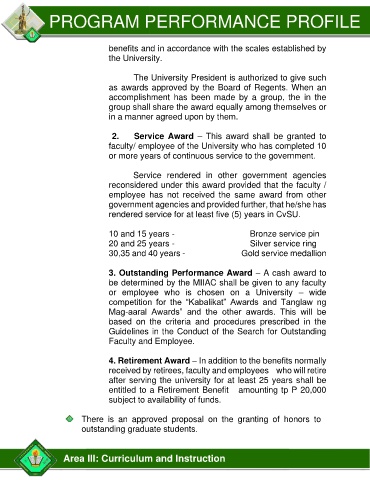 PROGRAM PERFORMANCE PROFILE
benefits and in accordance with the scales established by
the University.
The University President is authorized to give such
as awards approved by the Board of Regents. When an
accomplishment has been made by a group, the in the
group shall share the award equally among themselves or
in a manner agreed upon by them.
2. Service Award – This award shall be granted to
faculty/ employee of the University who has completed 10
or more years of continuous service to the government.
Service rendered in other government agencies
reconsidered under this award provided that the faculty /
employee has not received the same award from other
government agencies and provided further, that he/she has
rendered service for at least five (5) years in CvSU.
10 and 15 years - Bronze service pin
20 and 25 years - Silver service ring
30,35 and 40 years - Gold service medallion
3. Outstanding Performance Award – A cash award to
be determined by the MIIAC shall be given to any faculty
or employee who is chosen on a University – wide
competition for the “Kabalikat” Awards and Tanglaw ng
Mag-aaral Awards” and the other awards. This will be
based on the criteria and procedures prescribed in the
Guidelines in the Conduct of the Search for Outstanding
Faculty and Employee.
4. Retirement Award – In addition to the benefits normally
received by retirees, faculty and employees who will retire
after serving the university for at least 25 years shall be
entitled to a Retirement Benefit amounting tp P 20,000
subject to availability of funds.
There is an approved proposal on the granting of honors to
outstanding graduate students.
Area III: Curriculum and Instruction